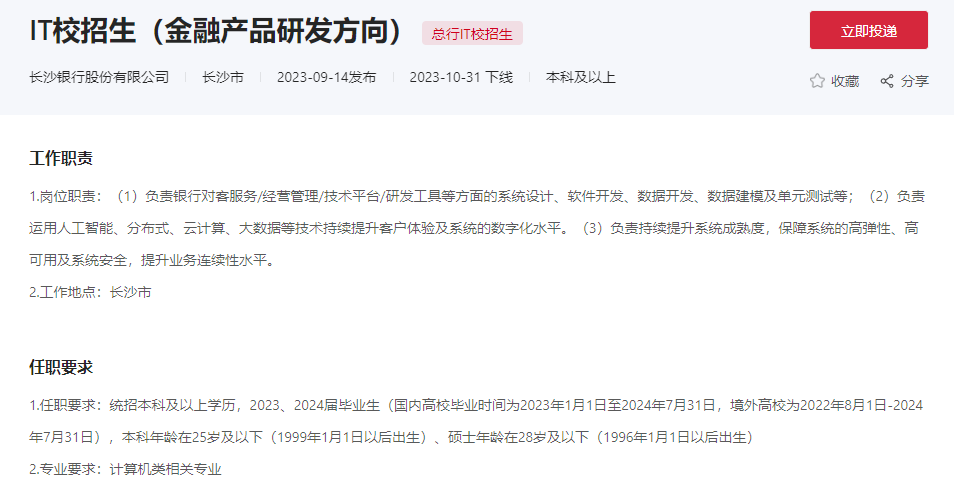 IT校招生（金融产品研发方向）
总行IT校招生
立即投递
长沙银行股份有限公司 长沙市 2023-09-14发布 2023-10-31 下线 本科及以上
收藏 分享
工作职责
1.岗位职责：（1）负责银行对客服务/经营管理/技术平台/研发工具等方面的系统设计、软件开发、数据开发、数据建模及单元测试等；（2）负责
运用人工智能、分布式、云计算、大数据等技术持续提升客户体验及系统的数字化水平。（3）负责持续提升系统成熟度，保障系统的高弹性、高
可用及系统安全，提升业务连续性水平。
2.工作地点：长沙市
任职要求
1.任职要求：统招本科及以上学历，2023、2024届毕业生（国内高校毕业时间为2023年1月1日至2024年7月31日，境外高校为2022年8月1日-2024
年7月31日），本科年龄在25岁及以下（1999年1月1日以后出生）、硕士年龄在28岁及以下（1996年1月1日以后出生）
2.专业要求：计算机类相关专业